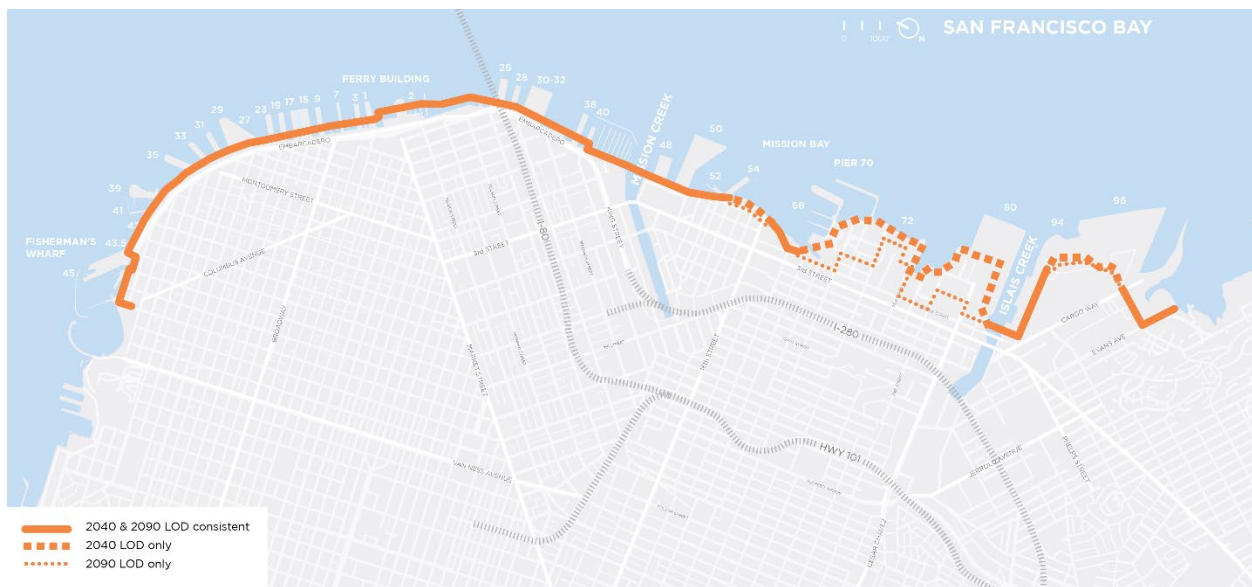 SAN FRANCISCO BAY
0
1000'
N
FERRY BUILDING
26
28
30-32
38
40
29
27
23
19
17
15
9
7
3
1
2
33
31
35
39
41
43.5
45
FISHERMAN'S
WHARF
EMBARCADERO
EMBARCADERO
MONTGOMERY STREET
COLUMBUS AVENUE
BROADWAY
3RD STREET
MARKET STREET
VAN NESS AVENUE
I-80
KING STREET
MISSION CREEK
48
50
52
54
MISSION BAY
PIER 70
68
72
80
94
96
ISLAIS CREEK
3RD STREET
16TH STREET
I-280
HWY 101
CARGO WAY
EVANS AVE
PHELPS STREET
CESAR CHAVEZ
2040 & 2090 LOD consistent
2040 LOD only
2090 LOD only